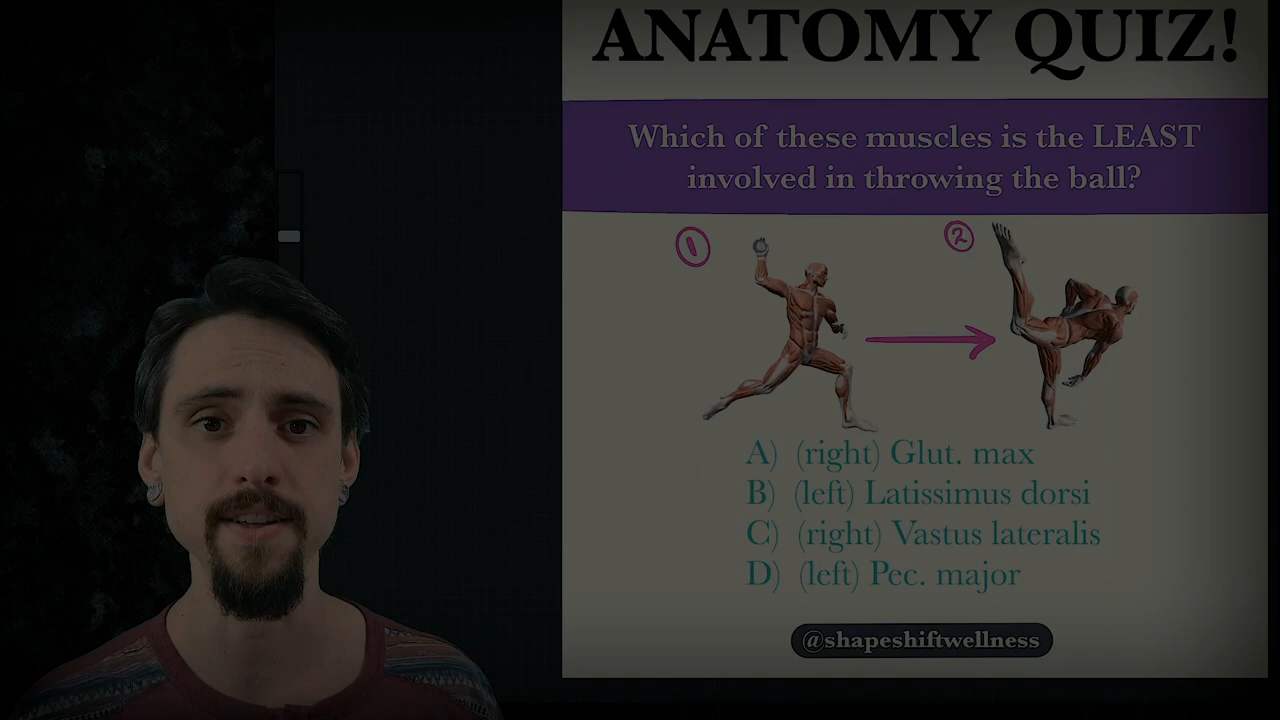 ANATOMY QUIZ!
Which of these muscles is the LEAST
involved in throwing the ball?
1
2
A) (right) Glut. max
B) (left) Latissimus dorsi
C) (right) Vastus lateralis
D) (left) Pec. major
@shapeshiftwellness